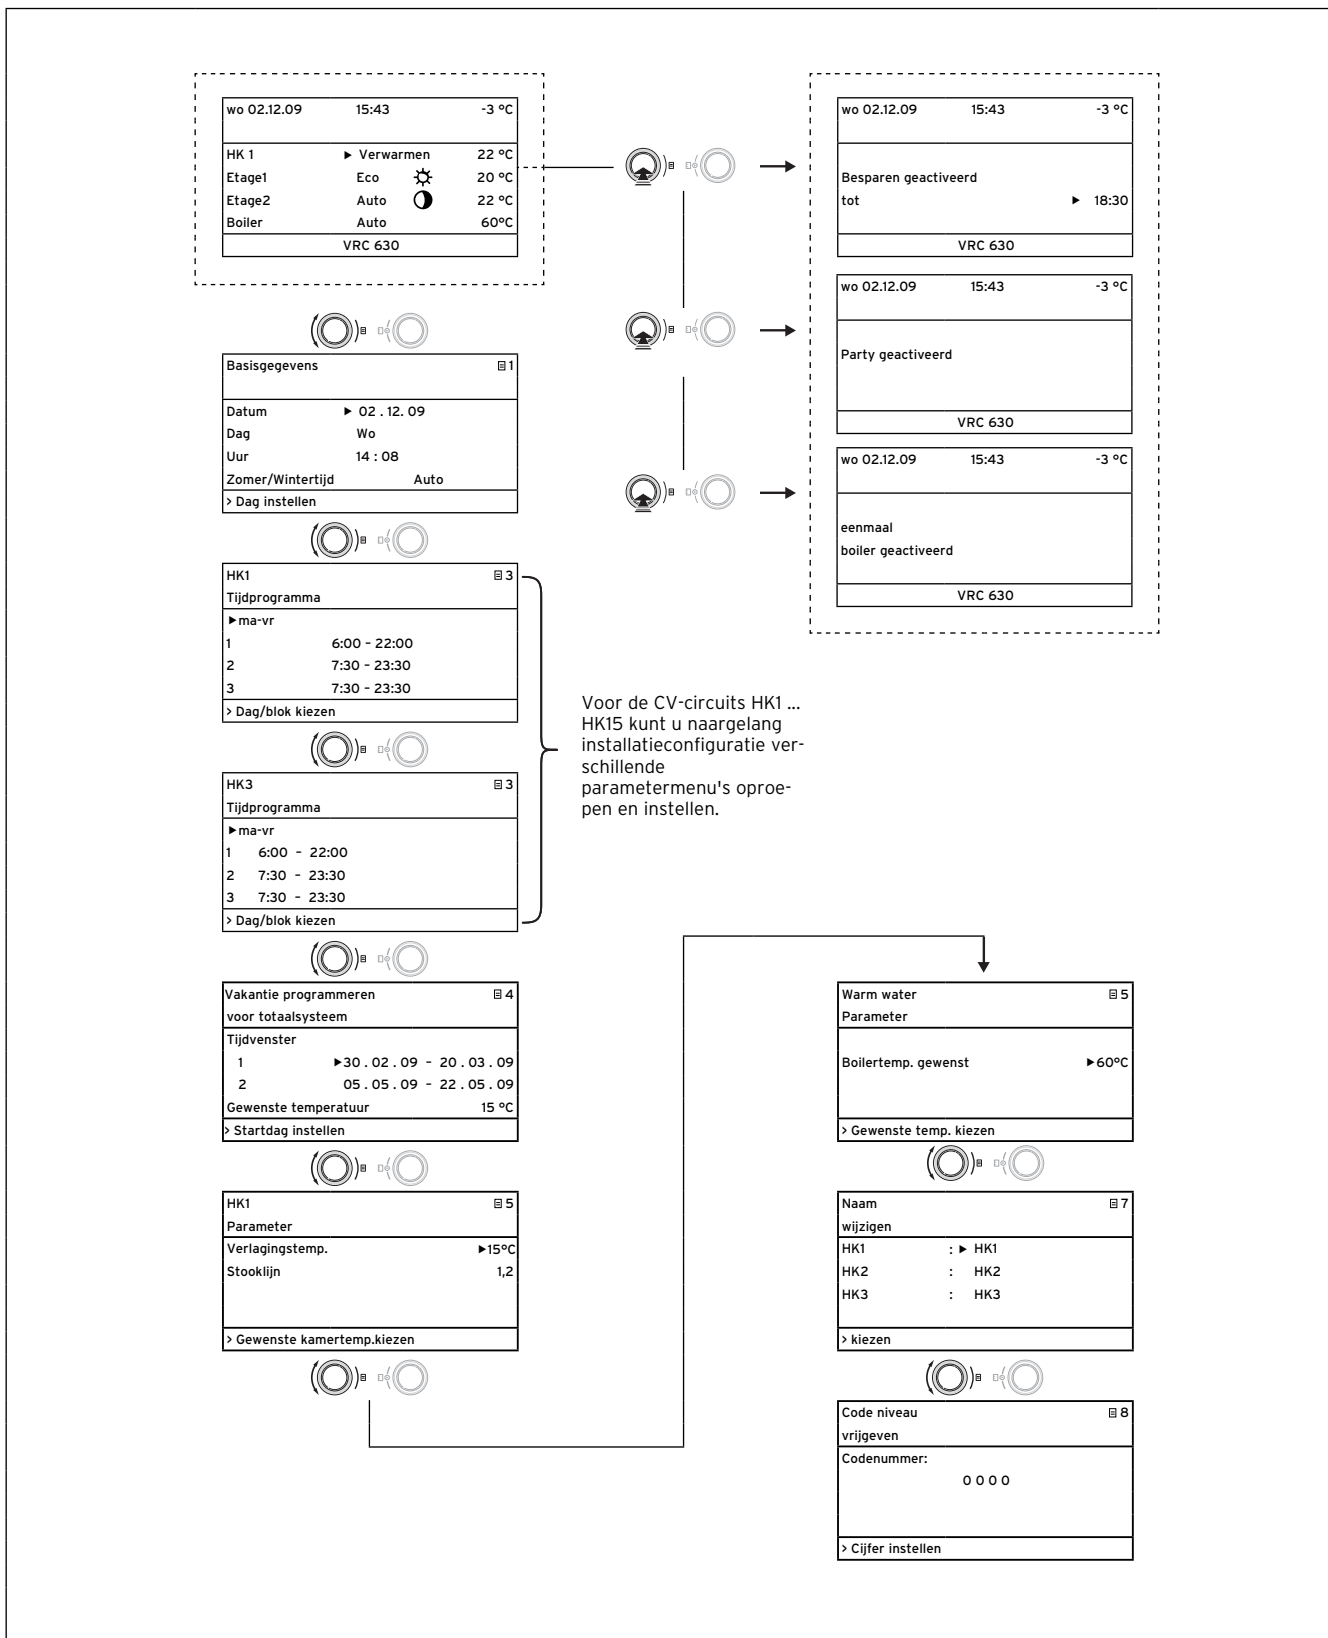 wo 02.12.09 15:43 -3 °C
HK 1 ▶ Verwarmen 22 °C
Etage1 Eco 20 °C
Etage2 Auto 22 °C
Boiler Auto 60°C
VRC 630
wo 02.12.09 15:43 -3 °C
Besparen geactiveerd
tot ▶ 18:30
VRC 630
wo 02.12.09 15:43 -3 °C
Party geactiveerd
VRC 630
wo 02.12.09 15:43 -3 °C
eenmaal
boiler geactiveerd
VRC 630
Basisgegevens 1
Datum ▶ 02 . 12. 09
Dag Wo
Uur 14 : 08
Zomer/Wintertijd Auto
> Dag instellen
HK1 3
Tijdprogramma
▶ma-vr
1 6:00 - 22:00
2 7:30 - 23:30
3 7:30 - 23:30
> Dag/blok kiezen
HK3 3
Tijdprogramma
▶ma-vr
1 6:00 - 22:00
2 7:30 - 23:30
3 7:30 - 23:30
> Dag/blok kiezen
Voor de CV-circuits HK1 ...
HK15 kunt u naargelang
installatieconfiguratie ver-
schillende
parametermenu's oproe-
pen en instellen.
Vakantie programmeren 4
voor totaalsysteem
Tijdvenster
1 ▶30 . 02 . 09 - 20 . 03 . 09
2 05 . 05 . 09 - 22 . 05 . 09
Gewenste temperatuur 15 °C
> Startdag instellen
HK1 5
Parameter
Verlagingstemp. ▶15°C
Stooklijn 1,2
> Gewenste kamertemp.kiezen
Warm water 5
Parameter
Boilertemp. gewenst ▶60°C
> Gewenste temp. kiezen
Naam 7
wijzigen
HK1 : ▶ HK1
HK2 : HK2
HK3 : HK3
> kiezen
Code niveau 8
vrijgeven
Codenummer:
0 0 0 0
> Cijfer instellen